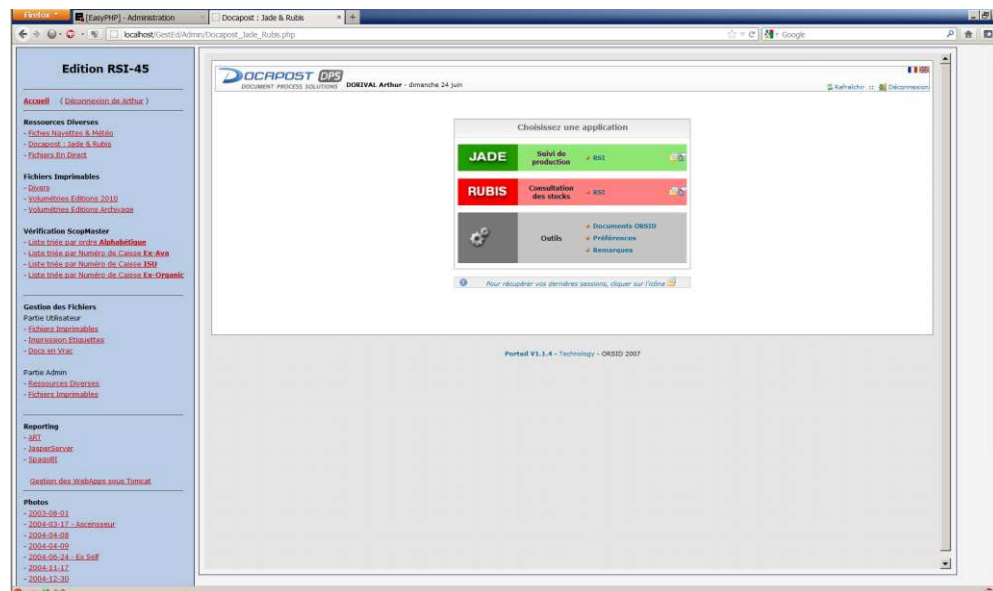 Firefox
[EasyPHP] - Administration
Docapost : Jade & Rubis
localhost/GestEd/Admin/Docapost_Jade_Rubis.php
Google
Edition RSI-45
Accueil ( Déconnexion de Arthur )
Ressources Diverses
- Fiches Navettes & Météo
- Docapost : Jade & Rubis
- Fichiers En Direct
Fichiers Imprimables
- Divers
- Volumétries Editions 2010
- Volumétries Editions Archivage
Vérification ScopMaster
- Liste triée par ordre Alphabétique
- Liste triée par Numéro de Caisse Ex-Ava
- Liste triée par Numéro de Caisse ISU
- Liste triée par Numéro de Caisse Ex-Organic
Gestion des Fichiers
Partie Utilisateur
- Fichiers Imprimables
- Impression Etiquettes
- Docs en Vrac
Partie Admin
- Ressources Diverses
- Fichiers Imprimables
Reporting
- ART
- JasperServer
- SpagoBI
Gestion des WebApps sous Tomcat
Photos
- 2003-08-01
- 2004-03-17 - Ascensseur
- 2004-04-08
- 2004-04-09
- 2004-06-24 - Ex Self
- 2004-11-17
- 2004-12-30
DOCAPOST DPS
DOCUMENT PROCESS SOLUTIONS
DORIVAL Arthur - dimanche 24 juin
Rafraîchir :: Déconnexion
Choisissez une application
JADE
Suivi de
production
RSI
RUBIS
Consultation
des stocks
RSI
Outils
Documents ORSID
Préférences
Remarques
Pour récupérer vos dernières sessions, cliquer sur l'icône
Portail V1.1.4 - Technology - ORSID 2007